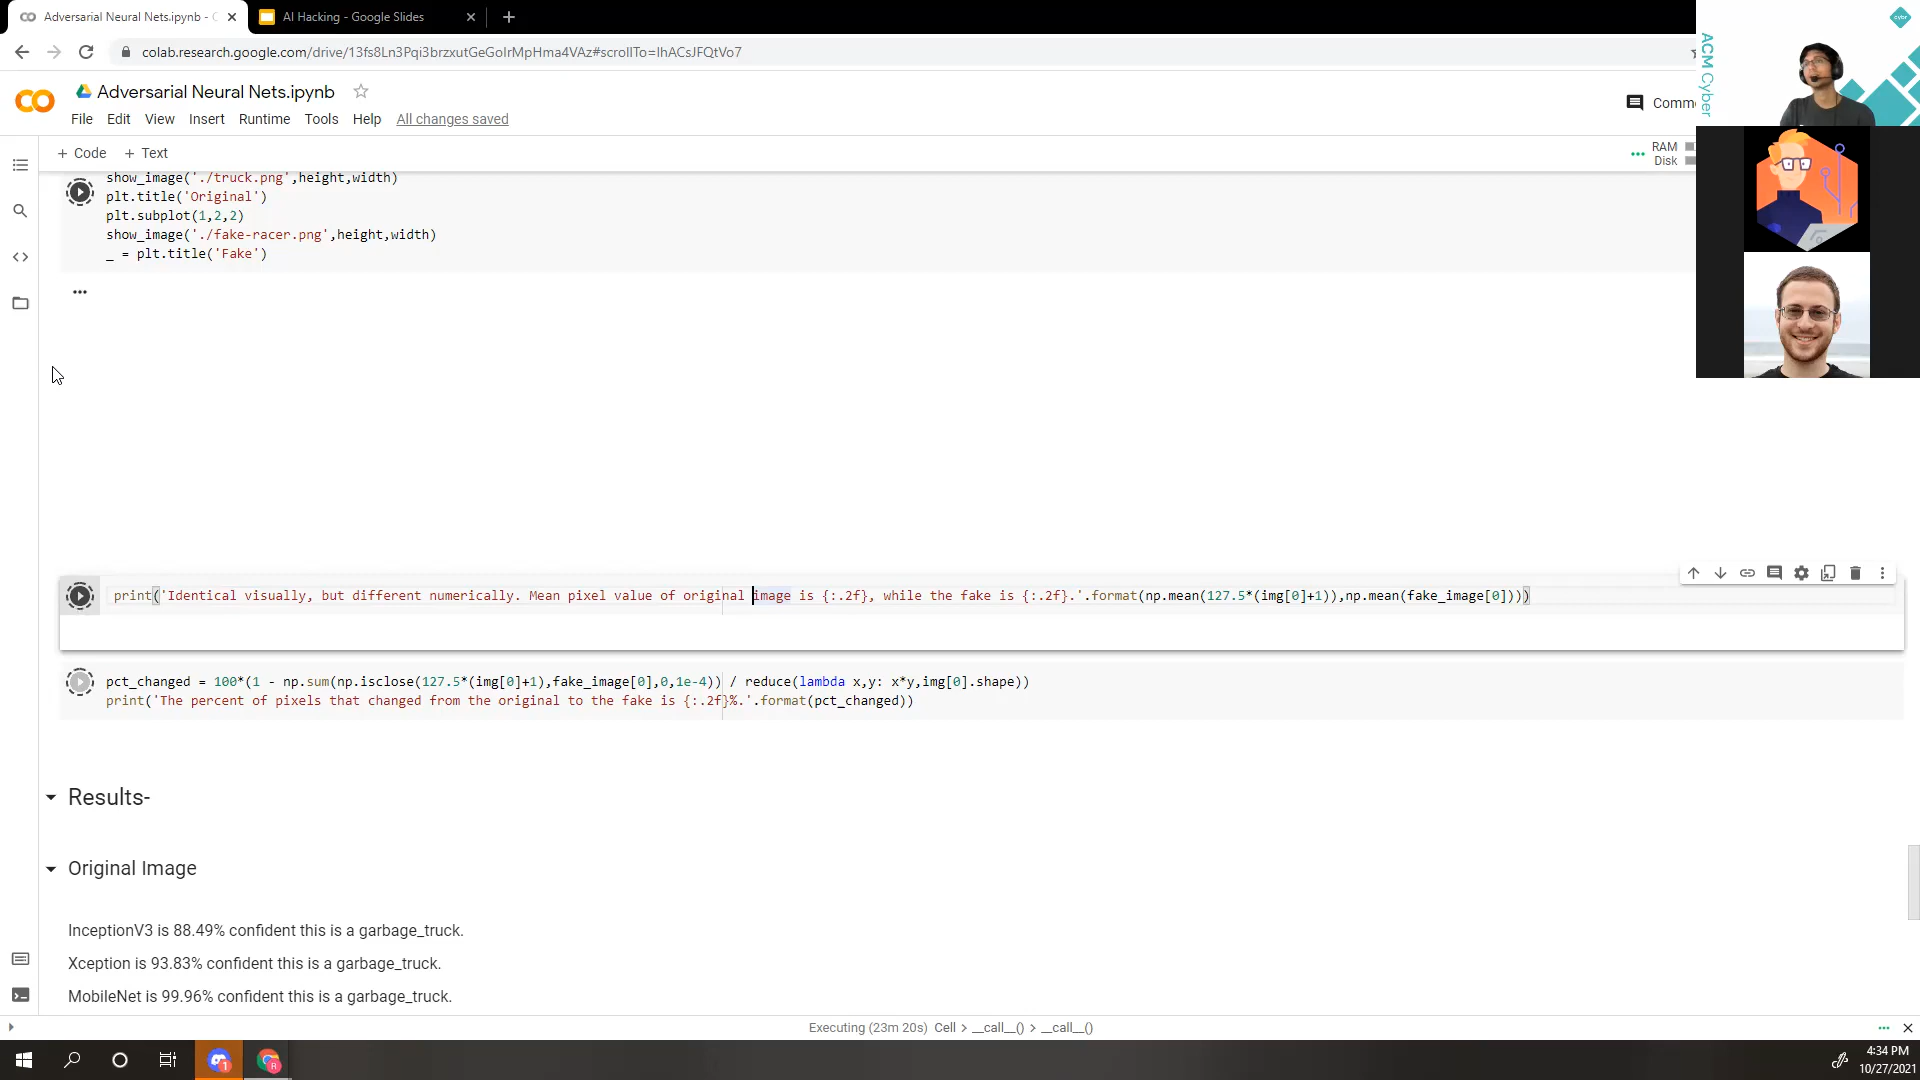 Adversarial Neural Nets.ipynb - C
AI Hacking - Google Slides
colab.research.google.com/drive/13fs8Ln3Pqi3brzxutGeGoIrMpHma4VAz#scrollTo=IhACsJFQtVo7
cyber
ACM Cyber
CO
Adversarial Neural Nets.ipynb
File Edit View Insert Runtime Tools Help All changes saved
+ Code + Text
RAM
Disk
show_image('./truck.png',height,width)
plt.title('Original')
plt.subplot(1,2,2)
show_image('./fake-racer.png',height,width)
_ = plt.title('Fake')
print('Identical visually, but different numerically. Mean pixel value of original image is {:.2f}, while the fake is {:.2f}.'.format(np.mean(127.5*(img[0]+1)),np.mean(fake_image[0])))
pct_changed = 100*(1 - np.sum(np.isclose(127.5*(img[0]+1),fake_image[0],0,1e-4)) / reduce(lambda x,y: x*y,img[0].shape))
print('The percent of pixels that changed from the original to the fake is {:.2f}%.'.format(pct_changed))
Results-
Original Image
InceptionV3 is 88.49% confident this is a garbage_truck.
Xception is 93.83% confident this is a garbage_truck.
MobileNet is 99.96% confident this is a garbage_truck.
Executing (23m 20s) Cell > __call__() > __call__()
1
R
4:34 PM
10/27/2021